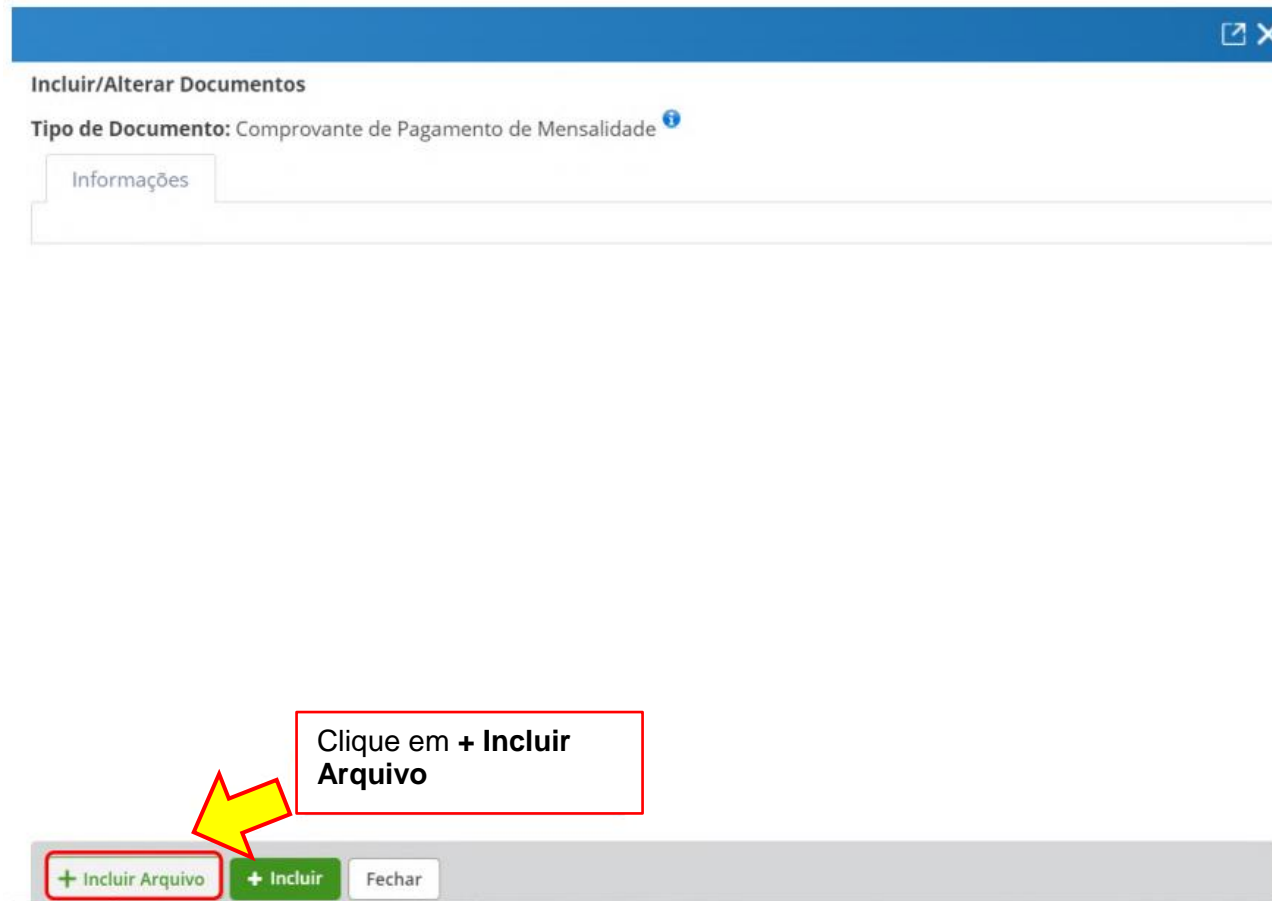 Incluir/Alterar Documentos
Tipo de Documento: Comprovante de Pagamento de Mensalidade
Informações
Clique em + Incluir
Arquivo
+ Incluir Arquivo + Incluir Fechar